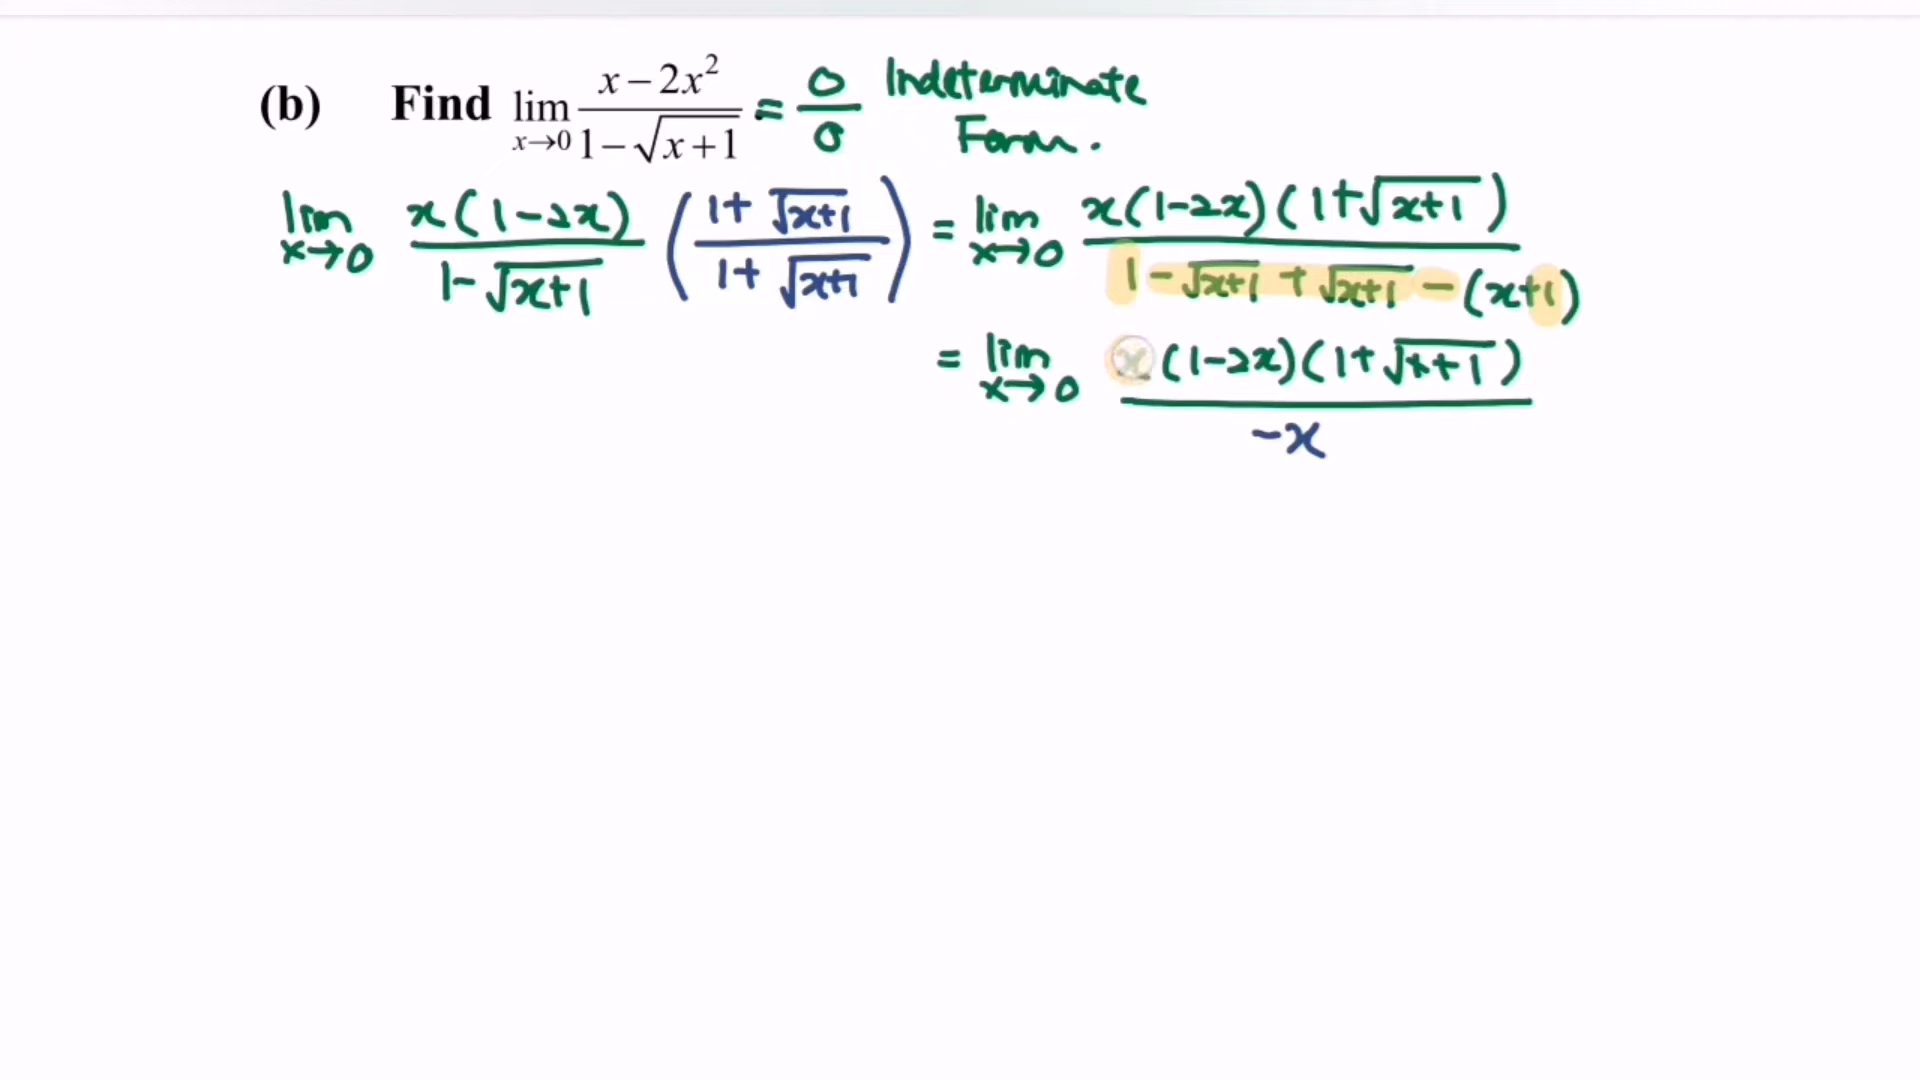 (b) Find lim x→0 (x − 2x²)/(1 − √(x+1)) = 0/0 Indeterminate Form.
lim x→0 x(1−2x)/(1−√(x+1)) ((1+√(x+1))/(1+√(x+1))) = lim x→0 x(1−2x)(1+√(x+1))/(1−√(x+1)+√(x+1)−(x+1))
= lim x→0 x(1−2x)(1+√(x+1))/(−x)